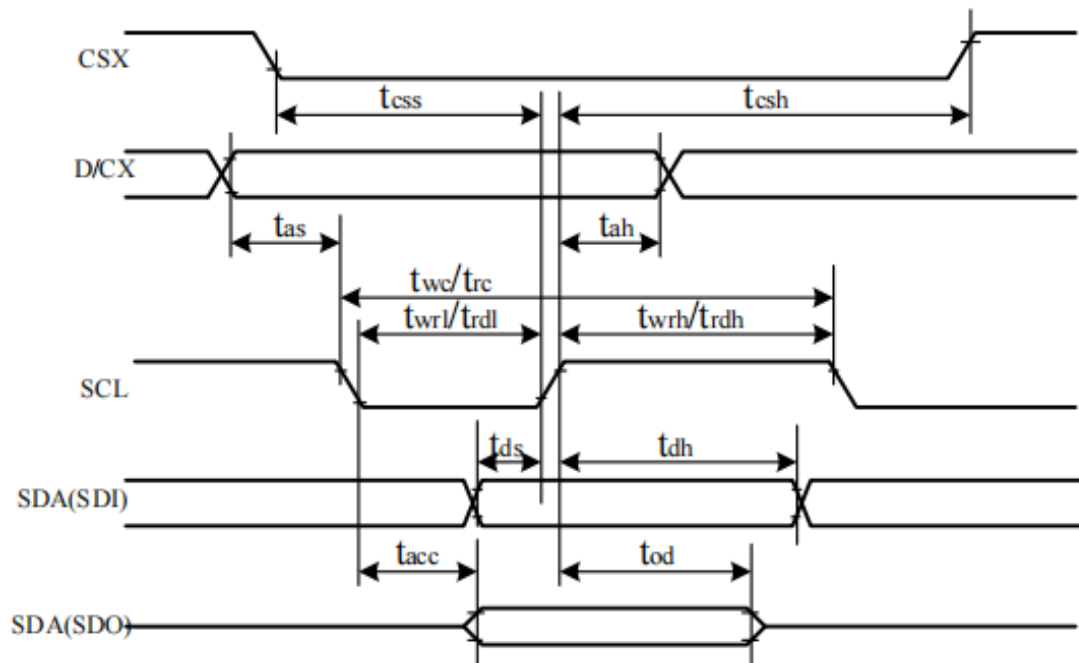 CSX
tcss
tcsh
D/CX
tas
tah
twc/trc
twrl/trdl
twrh/trdh
SCL
tds
tdh
SDA(SDI)
tacc
tod
SDA(SDO)